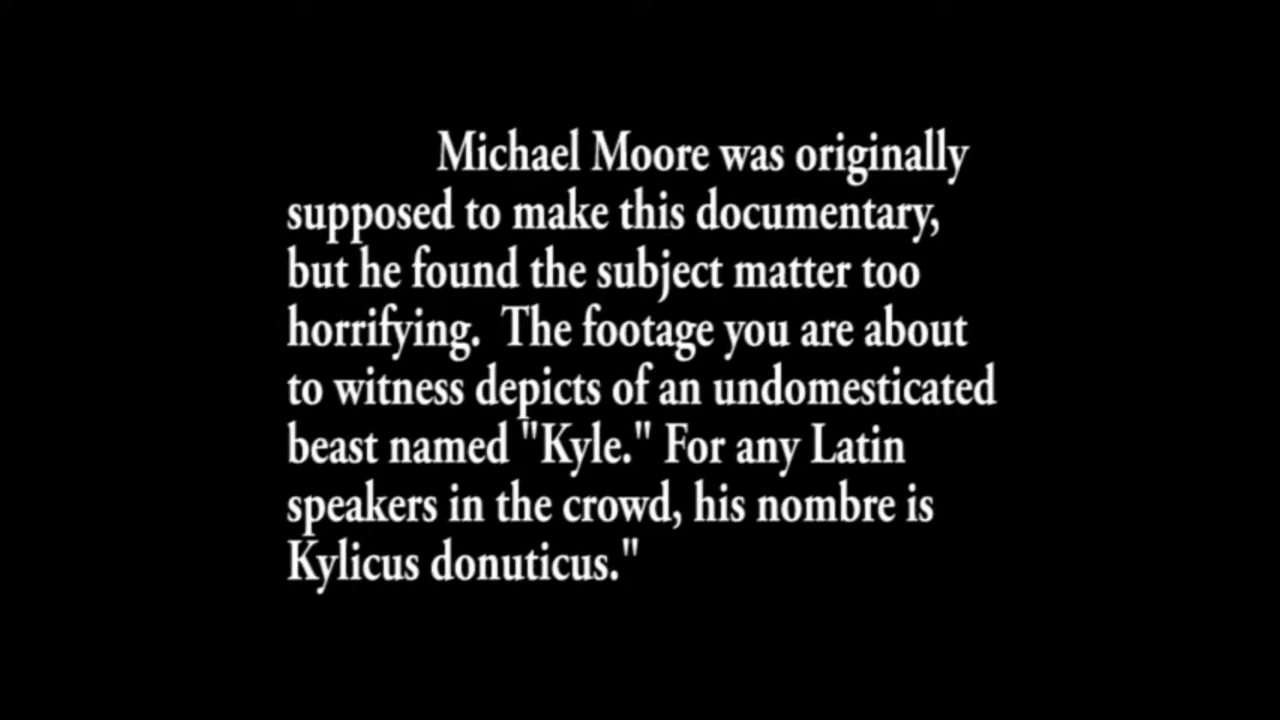 Michael Moore was originally
supposed to make this documentary,
but he found the subject matter too
horrifying.  The footage you are about
to witness depicts of an undomesticated
beast named "Kyle." For any Latin
speakers in the crowd, his nombre is
Kylicus donuticus."